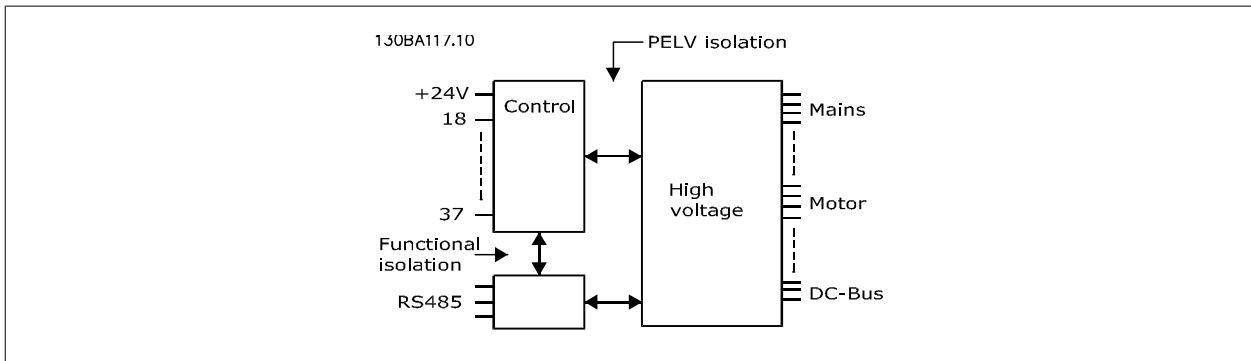 130BA117.10
PELV isolation
+24V
Control
18
Mains
High
voltage
37
Motor
Functional
isolation
RS485
DC-Bus